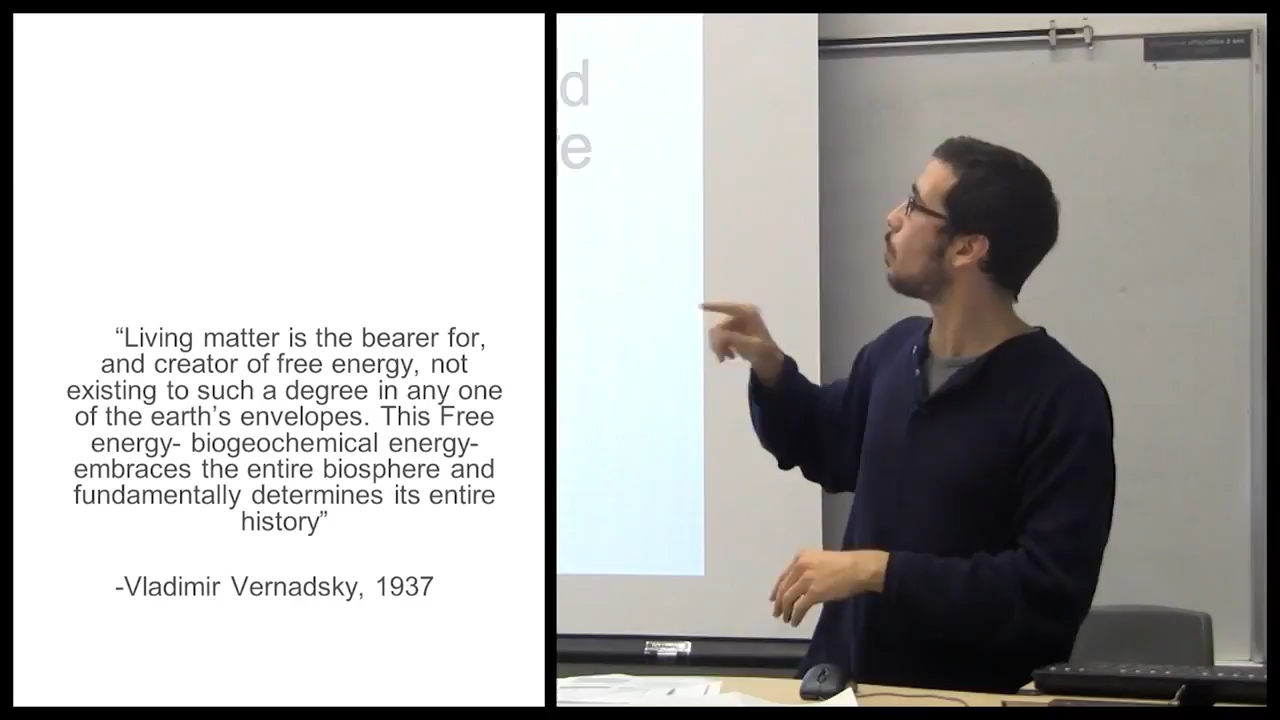 “Living matter is the bearer for,
and creator of free energy, not
existing to such a degree in any one
of the earth’s envelopes. This Free
energy- biogeochemical energy-
embraces the entire biosphere and
fundamentally determines its entire
history”
-Vladimir Vernadsky, 1937
d
e